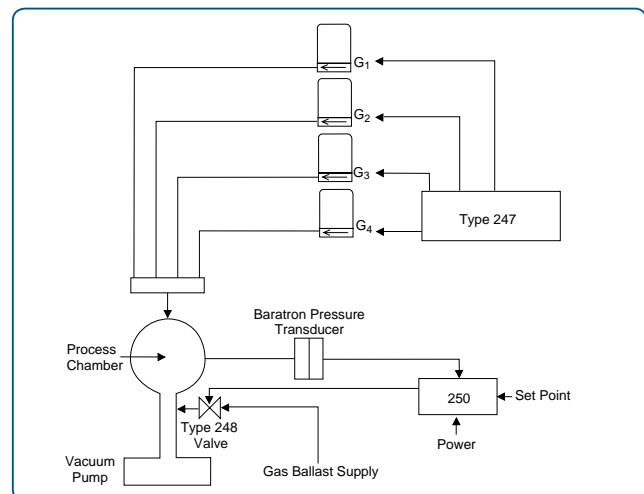 G1
G2
G3
G4
Type 247
Baratron Pressure
Transducer
Process
Chamber
250
Set Point
Type 248
Valve
Power
Vacuum
Pump
Gas Ballast Supply